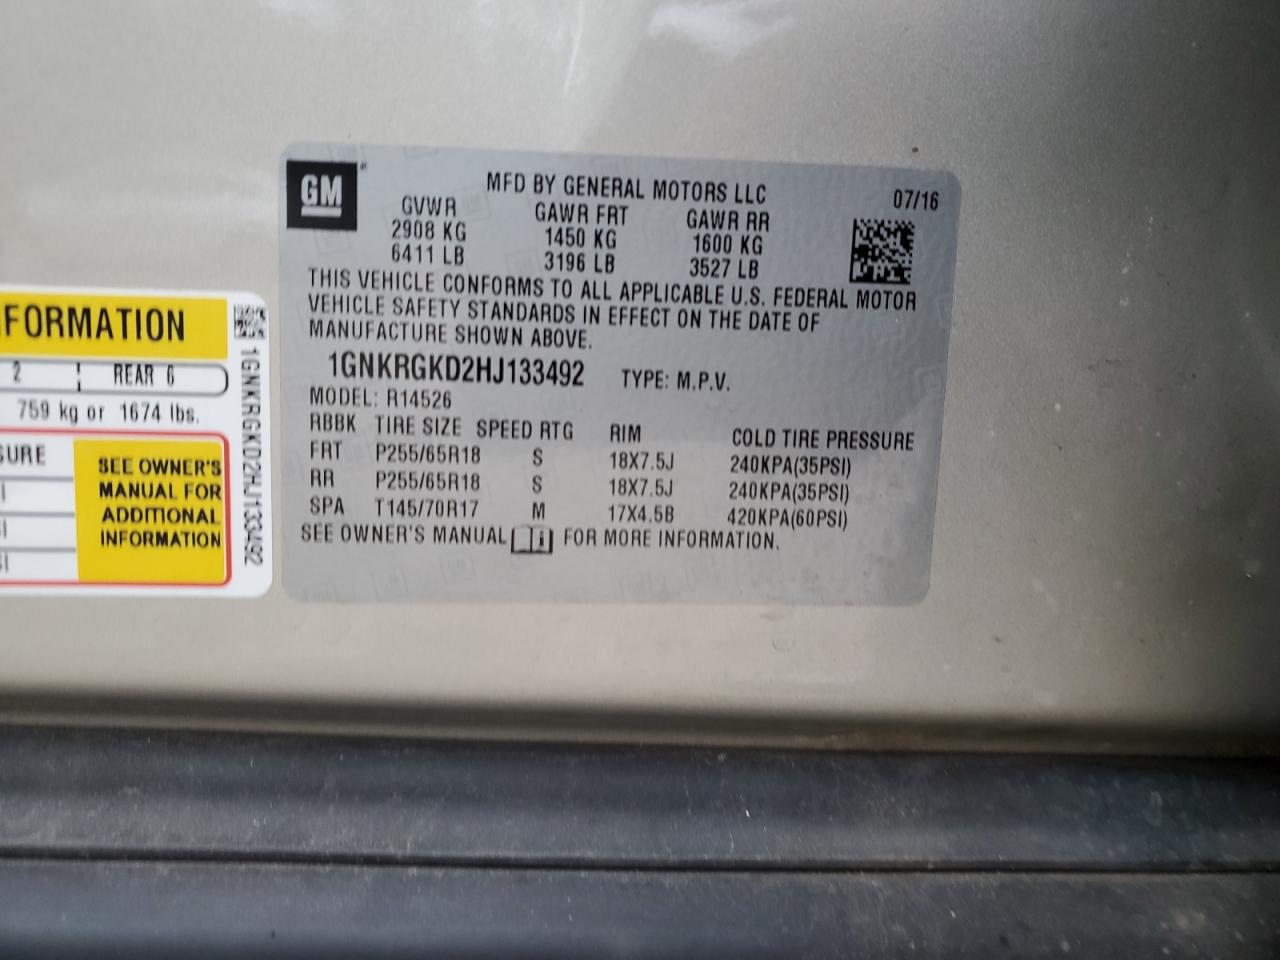 GM
MFD BY GENERAL MOTORS LLC
07/16
GVWR GAWR FRT GAWR RR
2908 KG 1450 KG 1600 KG
6411 LB 3196 LB 3527 LB
THIS VEHICLE CONFORMS TO ALL APPLICABLE U.S. FEDERAL MOTOR
VEHICLE SAFETY STANDARDS IN EFFECT ON THE DATE OF
MANUFACTURE SHOWN ABOVE.
1GNKRGKD2HJ133492 TYPE: M.P.V.
MODEL: R14526
RBBK TIRE SIZE SPEED RTG RIM COLD TIRE PRESSURE
FRT P255/65R18 S 18X7.5J 240KPA(35PSI)
RR P255/65R18 S 18X7.5J 240KPA(35PSI)
SPA T145/70R17 M 17X4.5B 420KPA(60PSI)
SEE OWNER'S MANUAL FOR MORE INFORMATION.
FORMATION
2 REAR 6
759 kg or 1674 lbs.
SURE
SEE OWNER'S
MANUAL FOR
ADDITIONAL
INFORMATION
1GNKRGKD2HJ133492